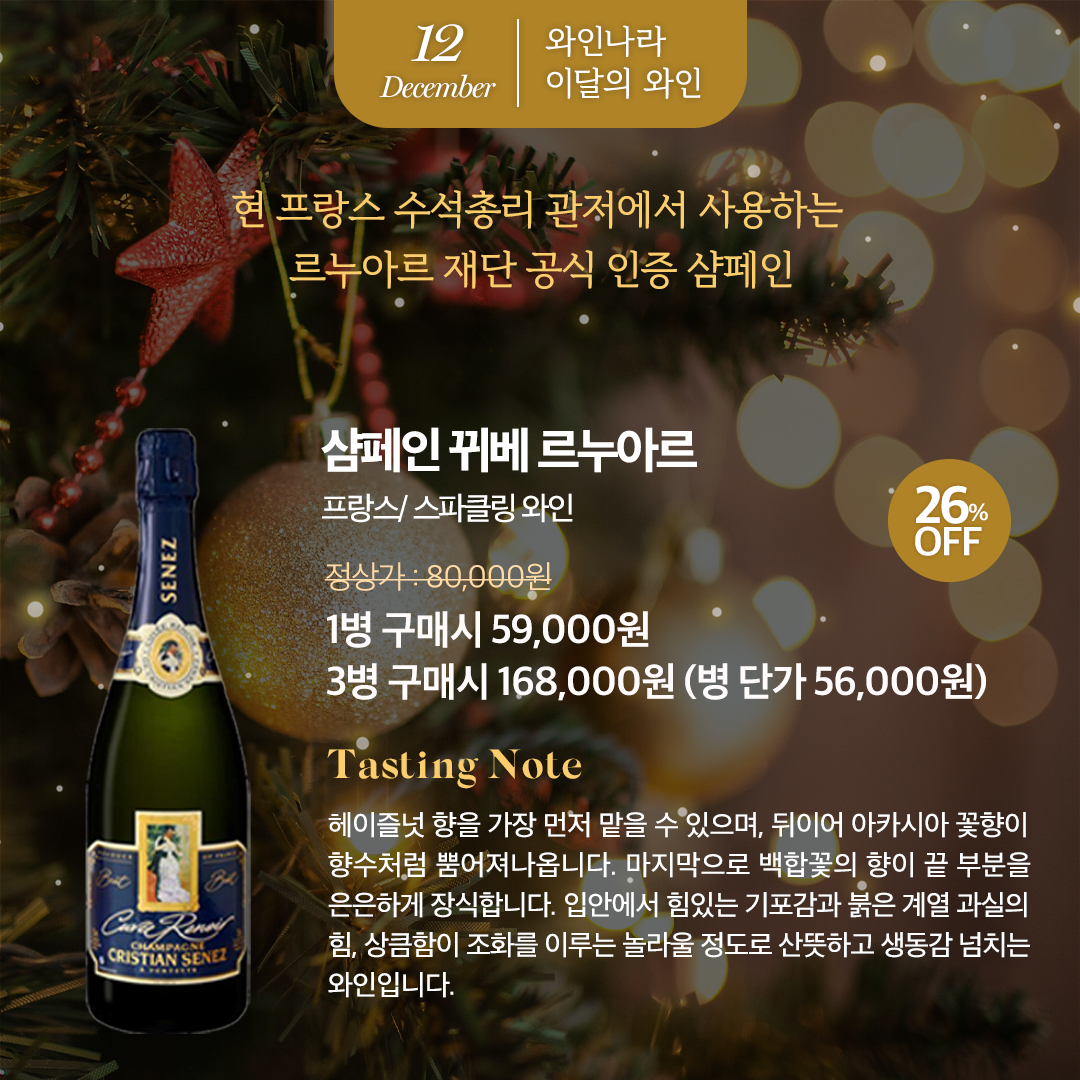 12
December
와인나라
이달의 와인
현 프랑스 수석총리 관저에서 사용하는
르누아르 재단 공식 인증 샴페인
샴페인 뀌베 르누아르
프랑스/ 스파클링 와인
26%
OFF
정상가 : 80,000원
1병 구매시 59,000원
3병 구매시 168,000원 (병 단가 56,000원)
Tasting Note
헤이즐넛 향을 가장 먼저 맡을 수 있으며, 뒤이어 아카시아 꽃향이
향수처럼 뿜어져나옵니다. 마지막으로 백합꽃의 향이 끝 부분을
은은하게 장식합니다. 입안에서 힘있는 기포감과 붉은 계열 과실의
힘, 상큼함이 조화를 이루는 놀라울 정도로 산뜻하고 생동감 넘치는
와인입니다.
SENEZ
Brut
Brut
Cuvée Renoir
CHAMPAGNE
CRISTIAN SENEZ